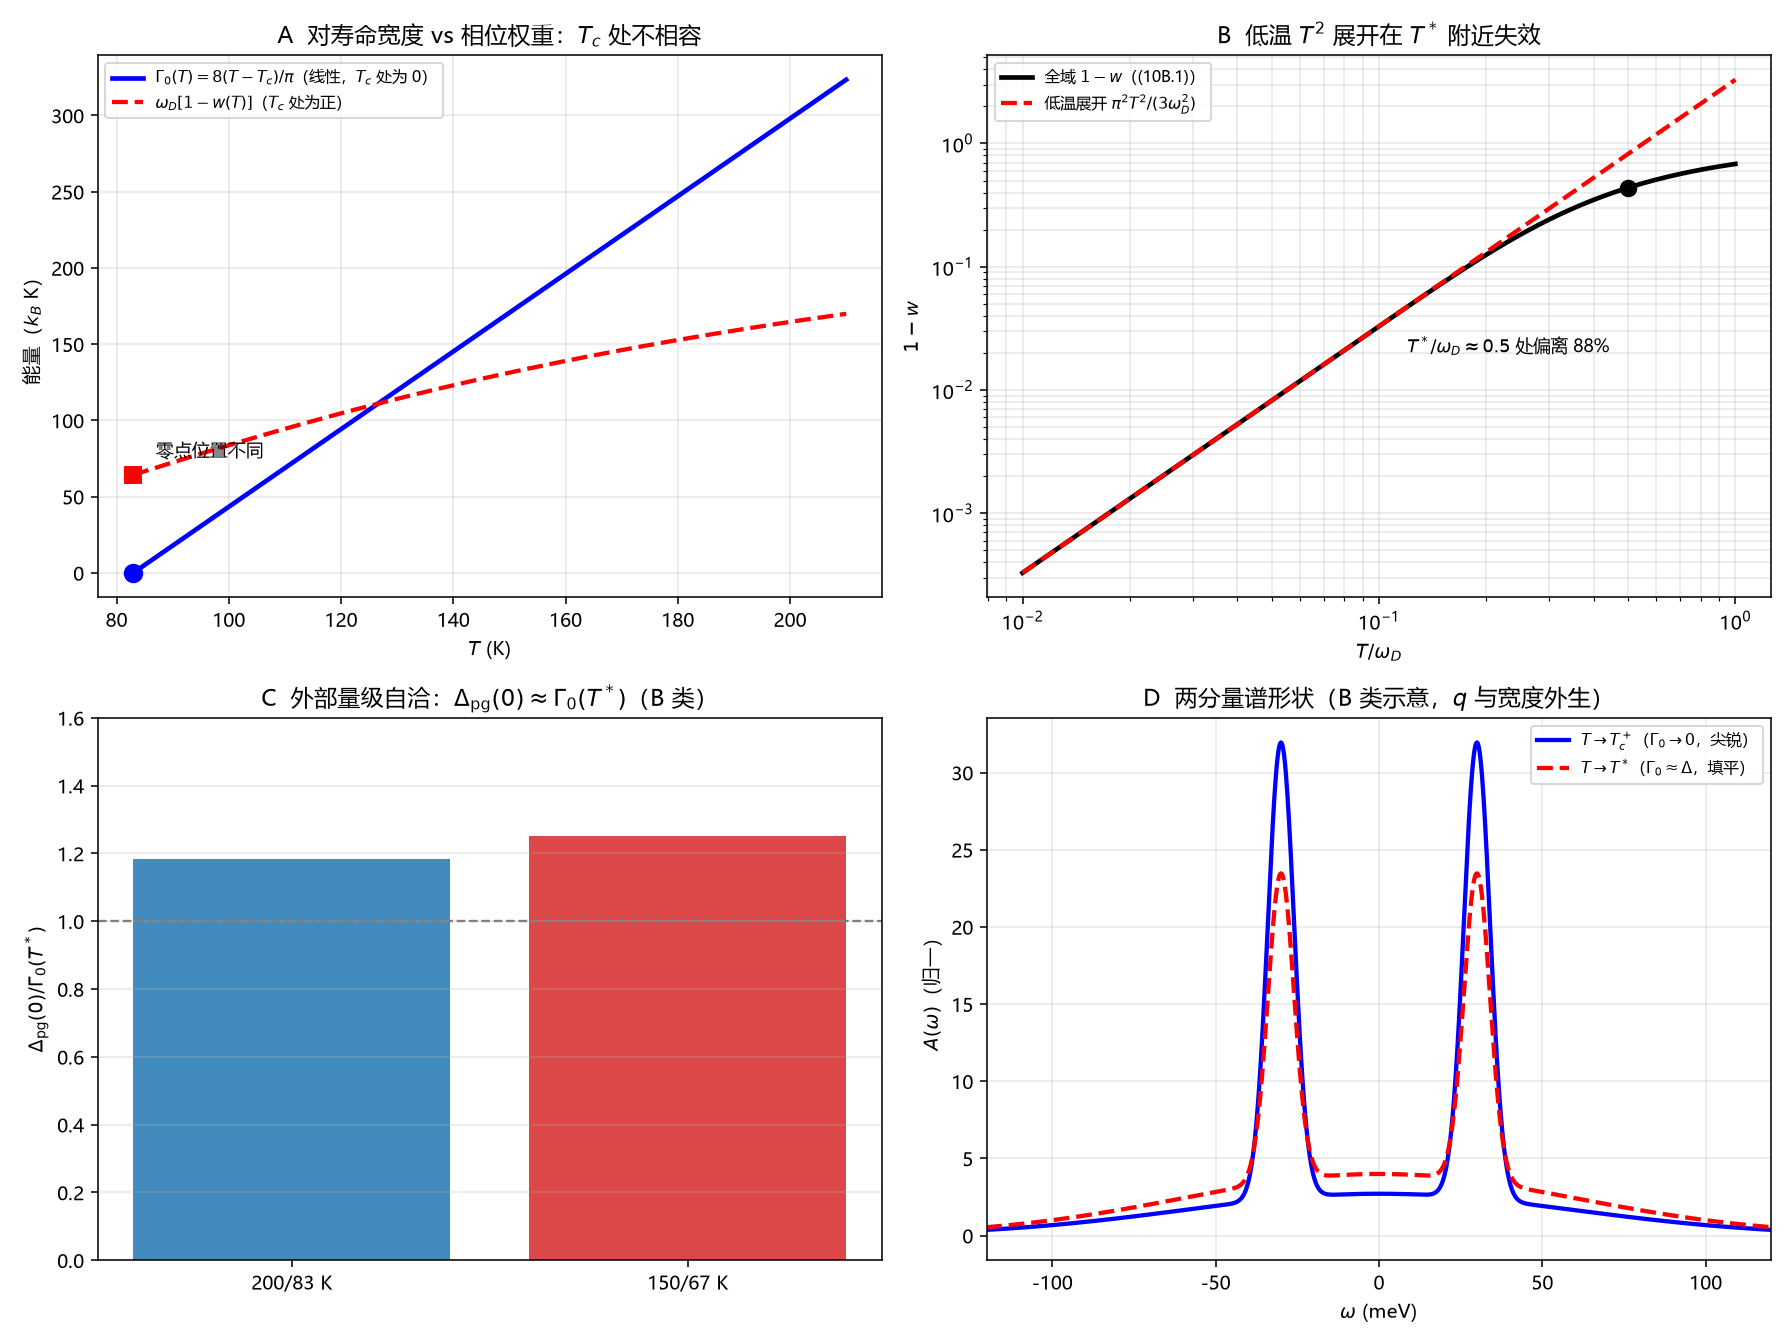 A 对寿命宽度 vs 相位权重：T_c 处不相容
Γ₀(T) = 8(T − T_c)/π（线性，T_c 处为 0）
ω_D[1 − w(T)]（T_c 处为正）
300
250
200
150
100
50
0
能量（k_B K）
零点位置不同
80 100 120 140 160 180 200
T (K)
B 低温 T² 展开在 T* 附近失效
全域 1 − w（(10B.1)）
低温展开 π²T²/(3ω_D²)
10⁰
10⁻¹
10⁻²
10⁻³
1 − w
T*/ω_D ≈ 0.5 处偏离 88%
10⁻² 10⁻¹ 10⁰
T/ω_D
C 外部量级自洽：Δ_pg(0) ≈ Γ₀(T*)（B 类）
1.6
1.4
1.2
1.0
0.8
0.6
0.4
0.2
0.0
Δ_pg(0)/Γ₀(T*)
200/83 K 150/67 K
D 两分量谱形状（B 类示意，q 与宽度外生）
T → T_c⁺（Γ₀ → 0，尖锐）
T → T*（Γ₀ ≈ Δ，填平）
30
25
20
15
10
5
0
A(ω)（归一）
-100 -50 0 50 100
ω (meV)